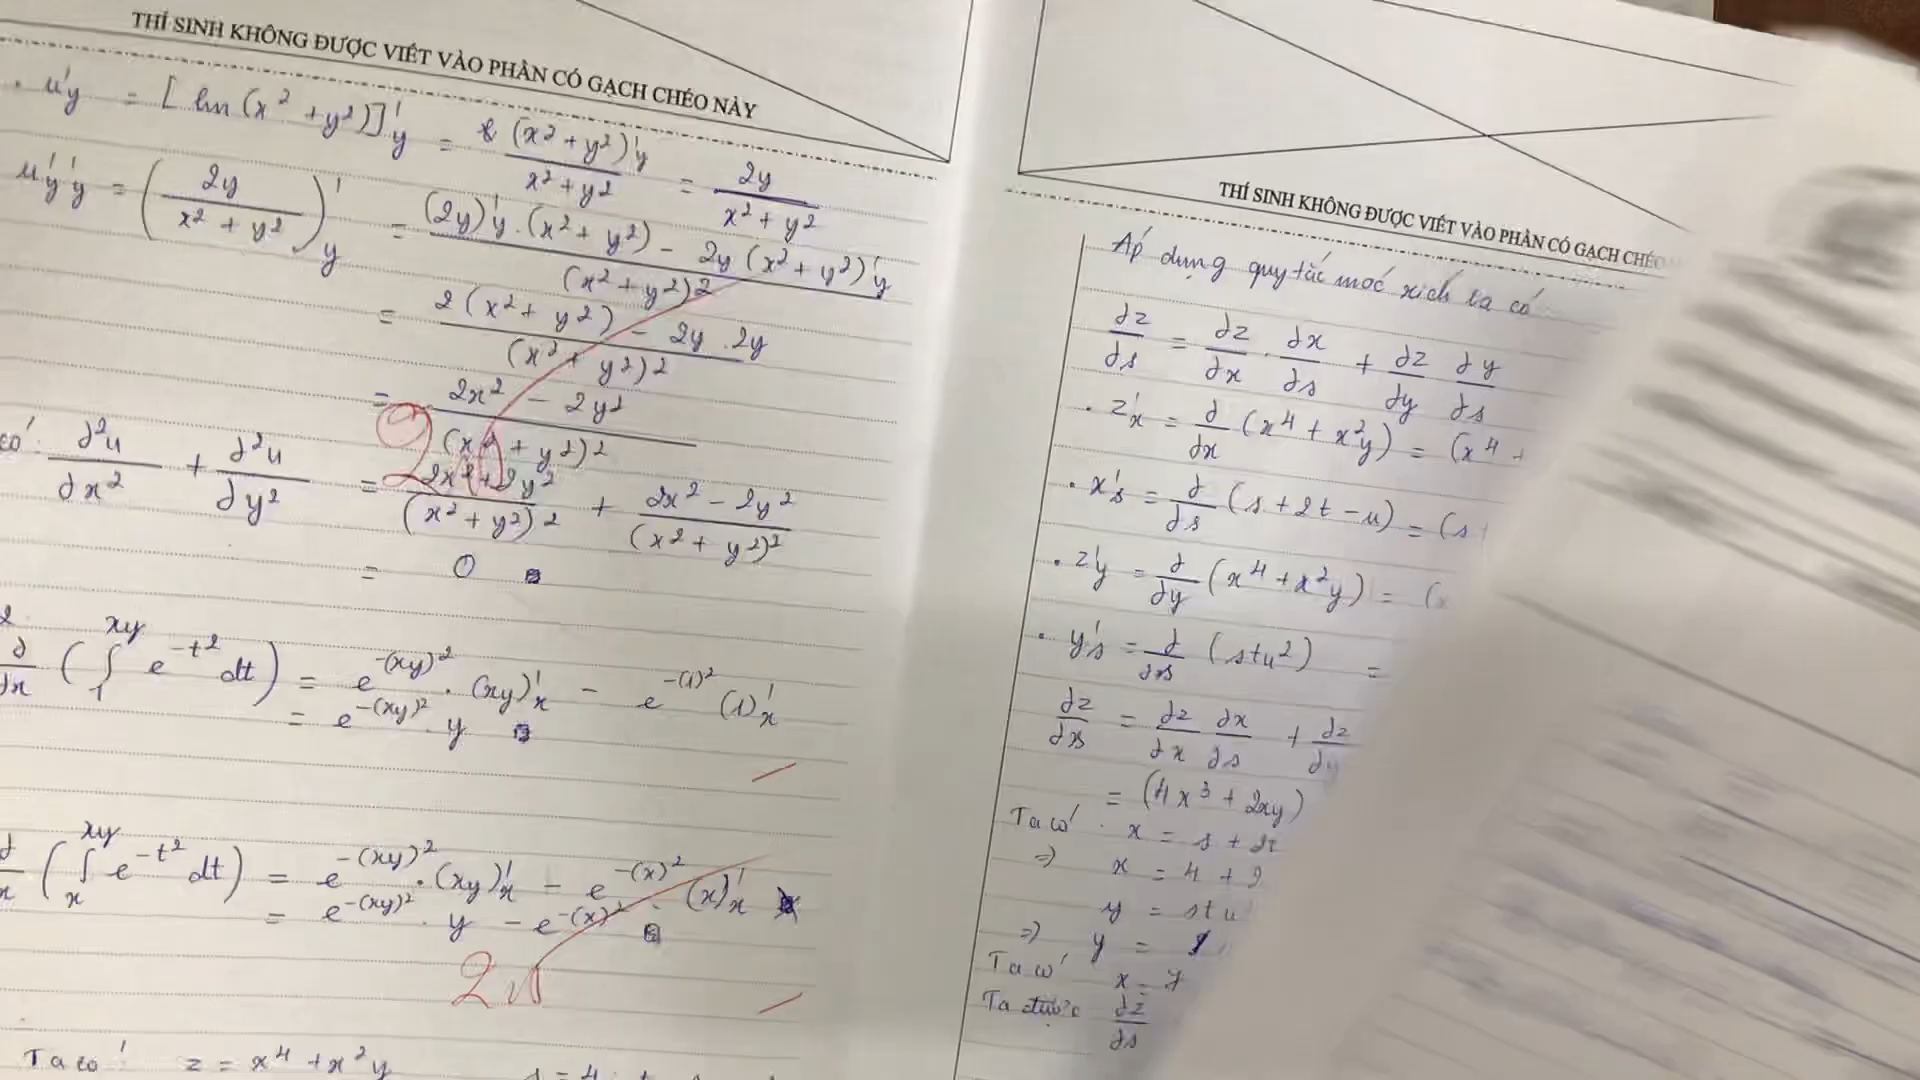 THÍ SINH KHÔNG ĐƯỢC VIẾT VÀO PHẦN CÓ GẠCH CHÉO NÀY
. u'y = [ln(x² + y²)]'y = (x² + y²)'y / x² + y² = 2y / x² + y²
u''y'y = (2y / x² + y²)'y = (2y)'y . (x² + y²) - 2y (x² + y²)'y / (x² + y²)²
= 2(x² + y²) - 2y . 2y / (x² + y²)²
= 2x² - 2y² / (x² + y²)²
có: ∂²u / ∂x² + ∂²u / ∂y² = / (x² + y²)² + 2x² - 2y² / (x² + y²)²
= 0
2.
∂/∂x (∫₁^xy e^-t² dt) = e^-(xy)² . (xy)'x - e^-(1)² (1)'x
= e^-(xy)² . y
(∫ₓ^xy e^-t² dt) = e^-(xy)² . (xy)'x - e^-(x)² (x)'x
= e^-(xy)² . y - e^-(x)²
Ta có z = x⁴ + x²y
THÍ SINH KHÔNG ĐƯỢC VIẾT VÀO PHẦN CÓ GẠCH CHÉO
Áp dụng quy tắc móc xích ta có
∂z/∂s = ∂z/∂x . ∂x/∂s + ∂z/∂y ∂y/∂s
. z'x = ∂/∂x (x⁴ + x²y) = (x⁴ +
. x's = ∂/∂s (s + 2t - u) = (s +
. z'y = ∂/∂y (x⁴ + x²y) = (x
. y's = ∂/∂s (stu²) =
∂z/∂s = ∂z/∂x ∂x/∂s + ∂z/∂y
= (4x³ + 2xy)
Ta có . x = s + 2t
=> x = 4 + 2
y = stu
=> y =
Ta có x = 7
Ta được ∂z/∂s